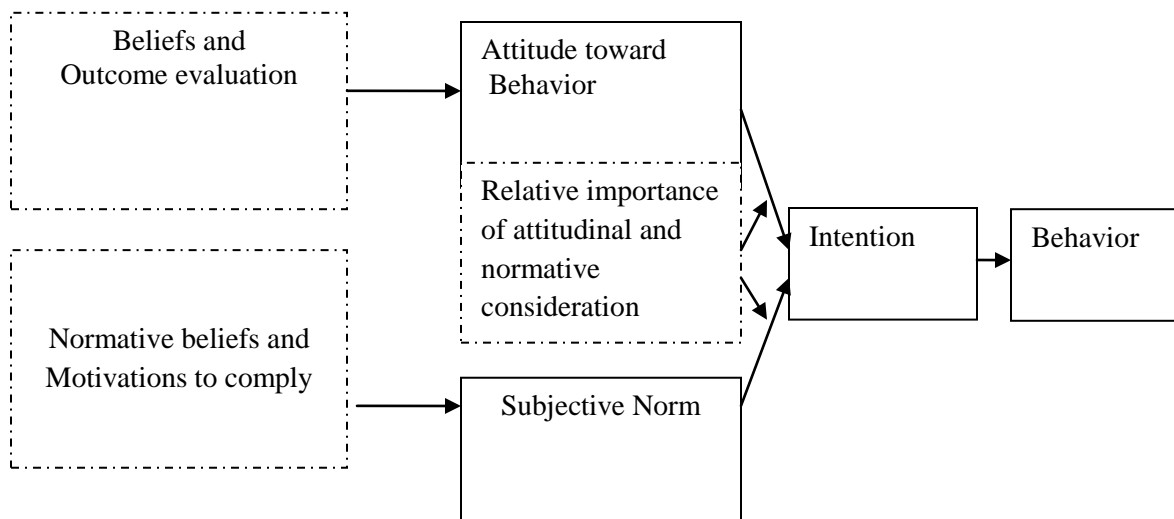 Beliefs and
Outcome evaluation
Attitude toward
Behavior
Relative importance
of attitudinal and
normative
consideration
Intention
Behavior
Normative beliefs and
Motivations to comply
Subjective Norm